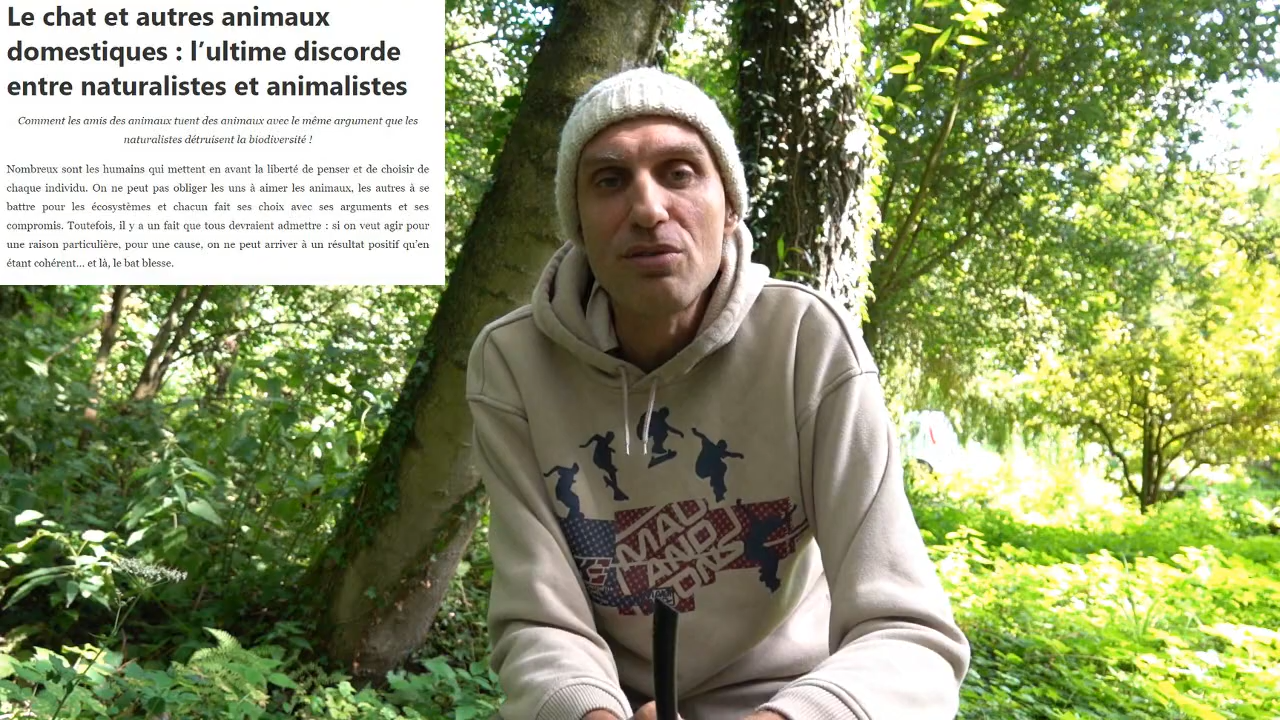 Le chat et autres animaux
domestiques : l’ultime discorde
entre naturalistes et animalistes
Comment les amis des animaux tuent des animaux avec le même argument que les
naturalistes détruisent la biodiversité !
Nombreux sont les humains qui mettent en avant la liberté de penser et de choisir de
chaque individu. On ne peut pas obliger les uns à aimer les animaux, les autres à se
battre pour les écosystèmes et chacun fait ses choix avec ses arguments et ses
compromis. Toutefois, il y a un fait que tous devraient admettre : si on veut agir pour
une raison particulière, pour une cause, on ne peut arriver à un résultat positif qu’en
étant cohérent… et là, le bat blesse.
MAD
AND